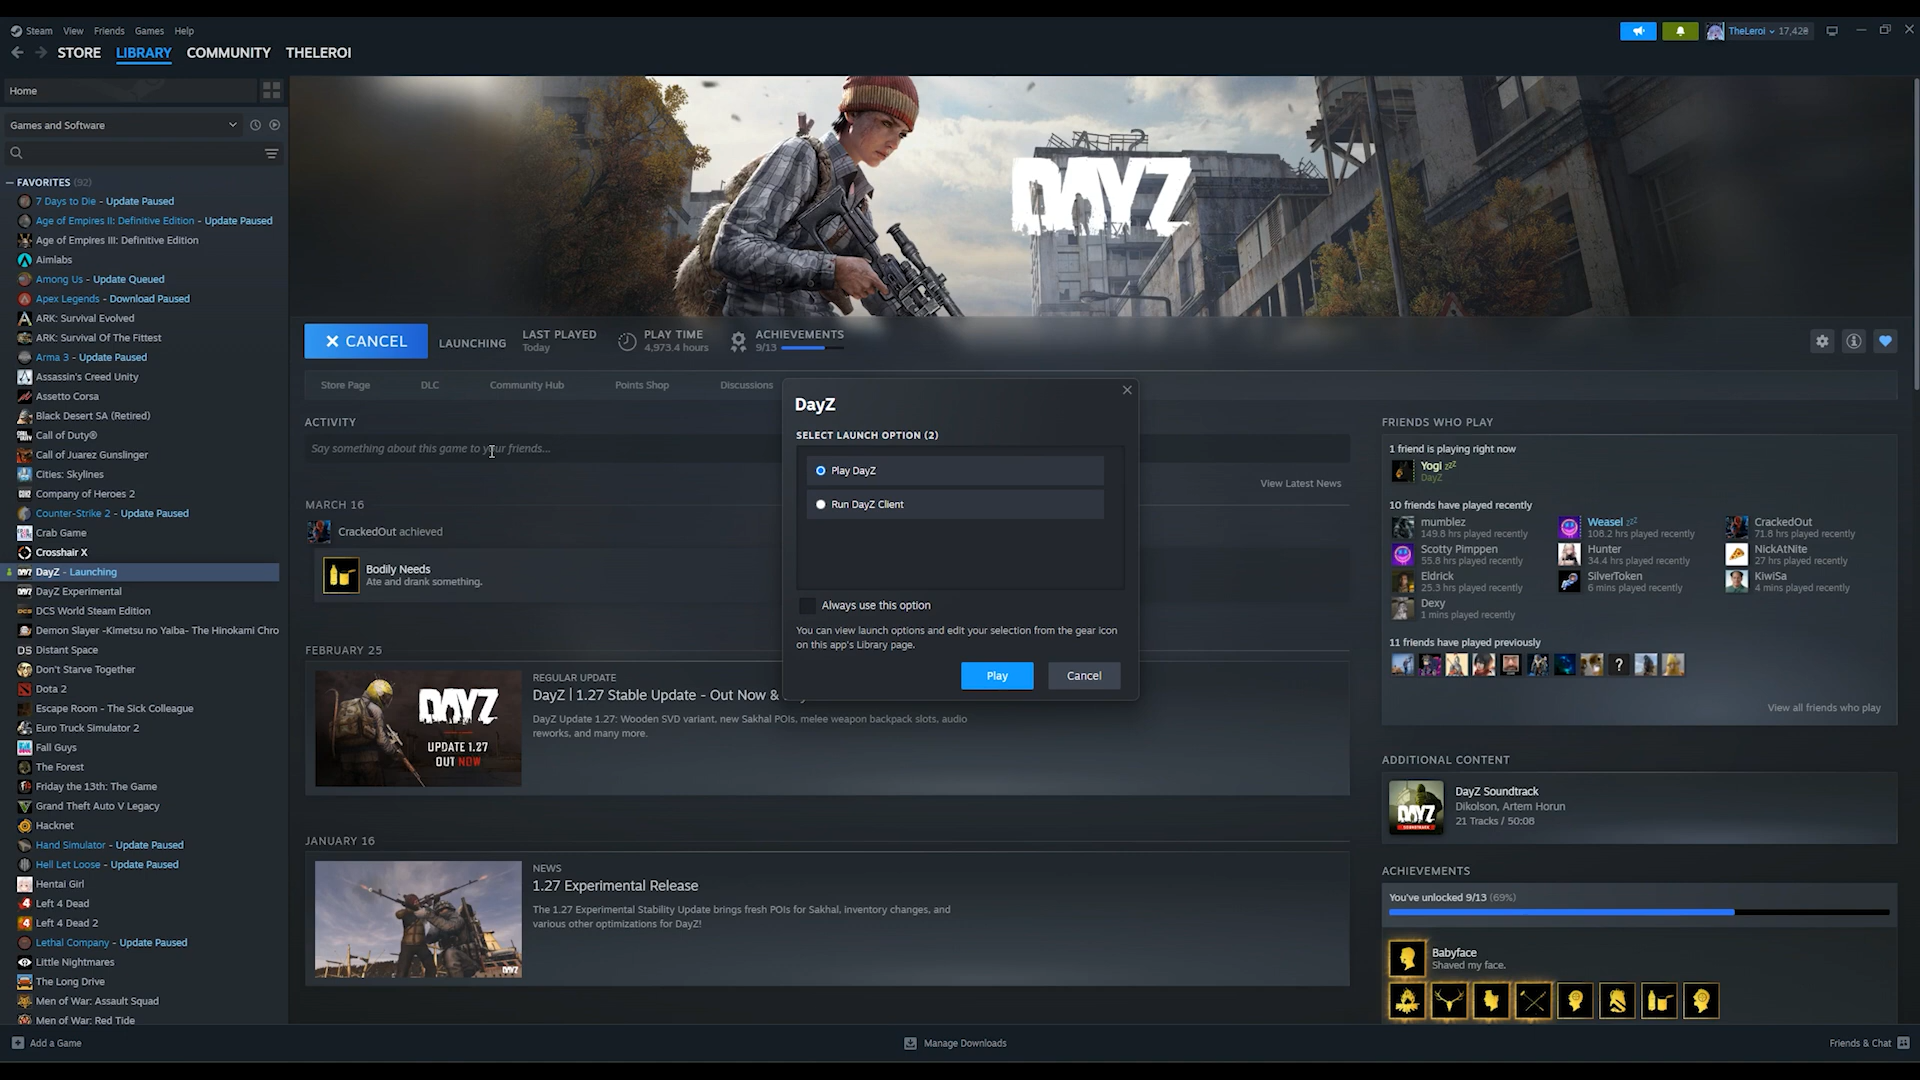 Steam View Friends Games Help
TheLeroi 17,42₴
STORE LIBRARY COMMUNITY THELEROI
Home
Games and Software
FAVORITES (92)
7 Days to Die - Update Paused
Age of Empires II: Definitive Edition - Update Paused
Age of Empires III: Definitive Edition
Aimlabs
Among Us - Update Queued
Apex Legends - Download Paused
ARK: Survival Evolved
ARK: Survival Of The Fittest
Arma 3 - Update Paused
Assassin's Creed Unity
Assetto Corsa
Black Desert SA (Retired)
Call of Duty®
Call of Juarez Gunslinger
Cities: Skylines
Company of Heroes 2
Counter-Strike 2 - Update Paused
Crab Game
Crosshair X
DayZ - Launching
DayZ Experimental
DCS World Steam Edition
Demon Slayer -Kimetsu no Yaiba- The Hinokami Chro
Distant Space
Don't Starve Together
Dota 2
Escape Room - The Sick Colleague
Euro Truck Simulator 2
Fall Guys
The Forest
Friday the 13th: The Game
Grand Theft Auto V Legacy
Hacknet
Hand Simulator - Update Paused
Hell Let Loose - Update Paused
Hentai Girl
Left 4 Dead
Left 4 Dead 2
Lethal Company - Update Paused
Little Nightmares
The Long Drive
Men of War: Assault Squad
Men of War: Red Tide
DAYZ
CANCEL
LAUNCHING
LAST PLAYED
Today
PLAY TIME
4,973.4 hours
ACHIEVEMENTS
9/13
Store Page DLC Community Hub Points Shop Discussions
ACTIVITY
Say something about this game to your friends...
View Latest News
MARCH 16
CrackedOut achieved
Bodily Needs
Ate and drank something.
FEBRUARY 25
DAYZ
UPDATE 1.27
OUT NOW
REGULAR UPDATE
DayZ | 1.27 Stable Update - Out Now &
DayZ Update 1.27: Wooden SVD variant, new Sakhal POIs, melee weapon backpack slots, audio
reworks, and many more.
JANUARY 16
DAYZ
NEWS
1.27 Experimental Release
The 1.27 Experimental Stability Update brings fresh POIs for Sakhal, inventory changes, and
various other optimizations for DayZ!
DayZ
SELECT LAUNCH OPTION (2)
Play DayZ
Run DayZ Client
Always use this option
You can view launch options and edit your selection from the gear icon
on this app's Library page.
Play Cancel
FRIENDS WHO PLAY
1 friend is playing right now
Yogi zzz
DayZ
10 friends have played recently
mumblez
149.8 hrs played recently
Weasel zzz
108.2 hrs played recently
CrackedOut
71.8 hrs played recently
Scotty Pimppen
55.8 hrs played recently
Hunter
34.4 hrs played recently
NickAtNite
27 hrs played recently
Eldrick
25.3 hrs played recently
SilverToken
6 mins played recently
KiwiSa
4 mins played recently
Dexy
1 mins played recently
11 friends have played previously
?
View all friends who play
ADDITIONAL CONTENT
DAYZ
SOUNDTRACK
DayZ Soundtrack
Dikolson, Artem Horun
21 Tracks / 50:08
ACHIEVEMENTS
You've unlocked 9/13 (69%)
Babyface
Shaved my face.
Add a Game
Manage Downloads
Friends & Chat